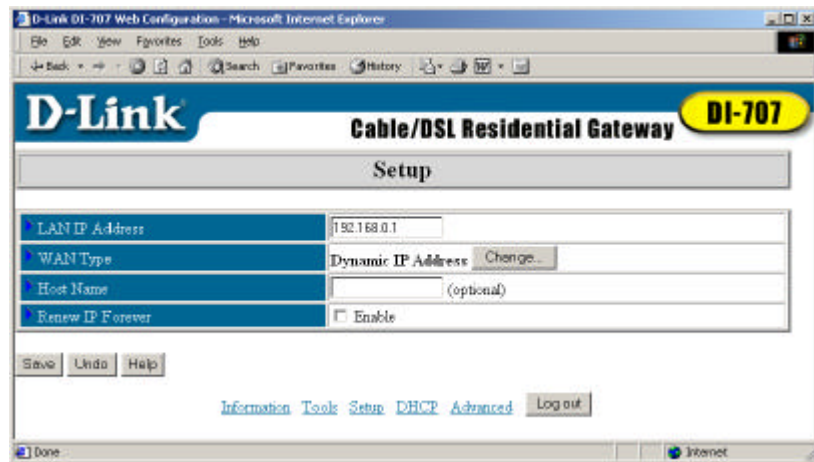 D-Link DI-707 Web Configuration - Microsoft Internet Explorer
File Edit View Favorites Tools Help
Back Search Favorites History
D-Link
Cable/DSL Residential Gateway DI-707
Setup
LAN IP Address 192.168.0.1
WAN Type Dynamic IP Address Change...
Host Name (optional)
Renew IP Forever Enable
Save Undo Help
Information Tools Setup DHCP Advanced Log out
Done Internet